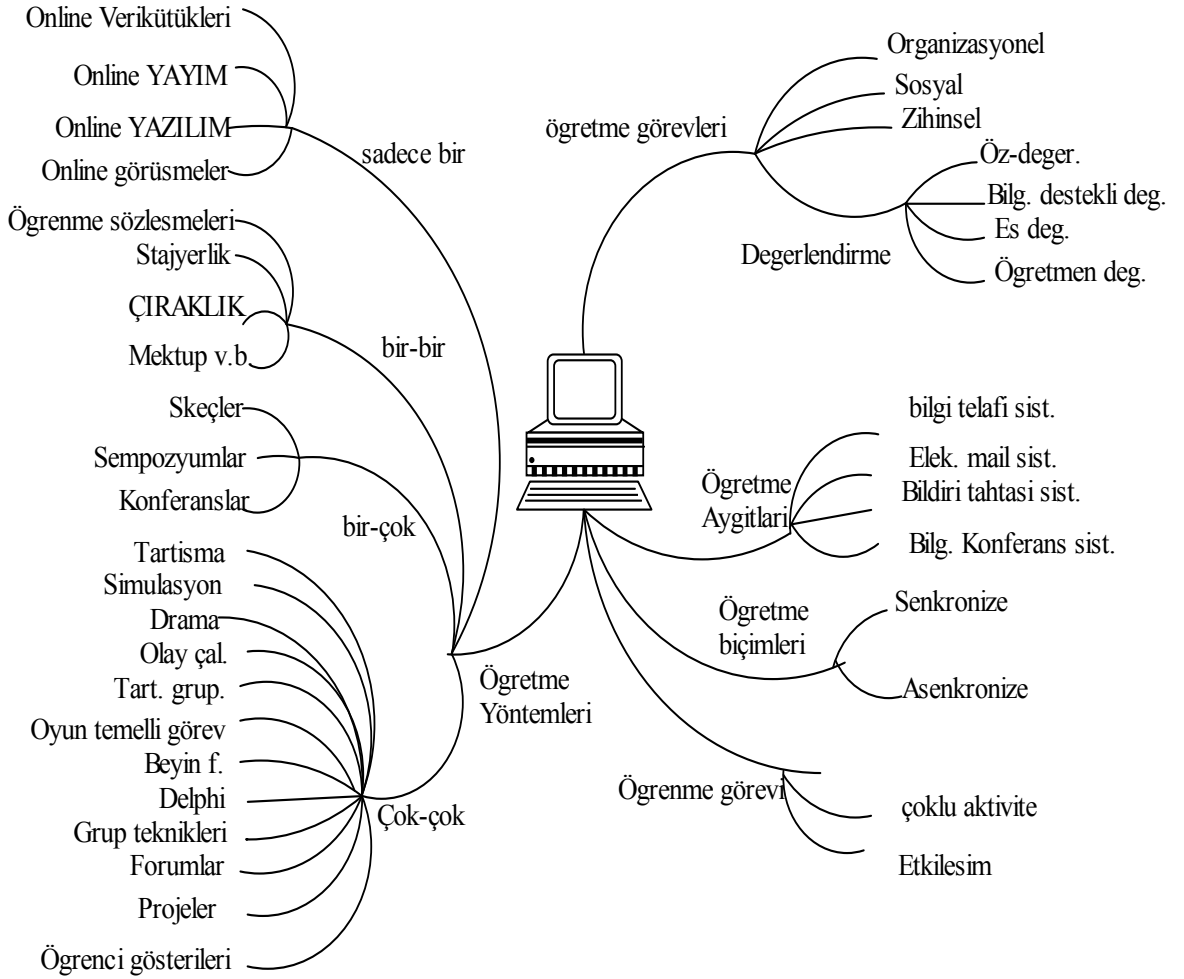 Online Verikütükleri
Online YAYIM
Online YAZILIM
Online görüsmeler
sadece bir
Ögrenme sözlesmeleri
Stajyerlik
ÇIRAKLIK
Mektup v.b.
bir-bir
Skeçler
Sempozyumlar
Konferanslar
bir-çok
Tartisma
Simulasyon
Drama
Olay çal.
Tart. grup.
Oyun temelli görev
Beyin f.
Delphi
Grup teknikleri
Forumlar
Projeler
Ögrenci gösterileri
Çok-çok
Ögretme
Yöntemleri
ögretme görevleri
Organizasyonel
Sosyal
Zihinsel
Degerlendirme
Öz-deger.
Bilg. destekli deg.
Es deg.
Ögretmen deg.
Ögretme
Aygitlari
bilgi telafi sist.
Elek. mail sist.
Bildiri tahtasi sist.
Bilg. Konferans sist.
Ögretme
biçimleri
Senkronize
Asenkronize
Ögrenme görevi
çoklu aktivite
Etkilesim